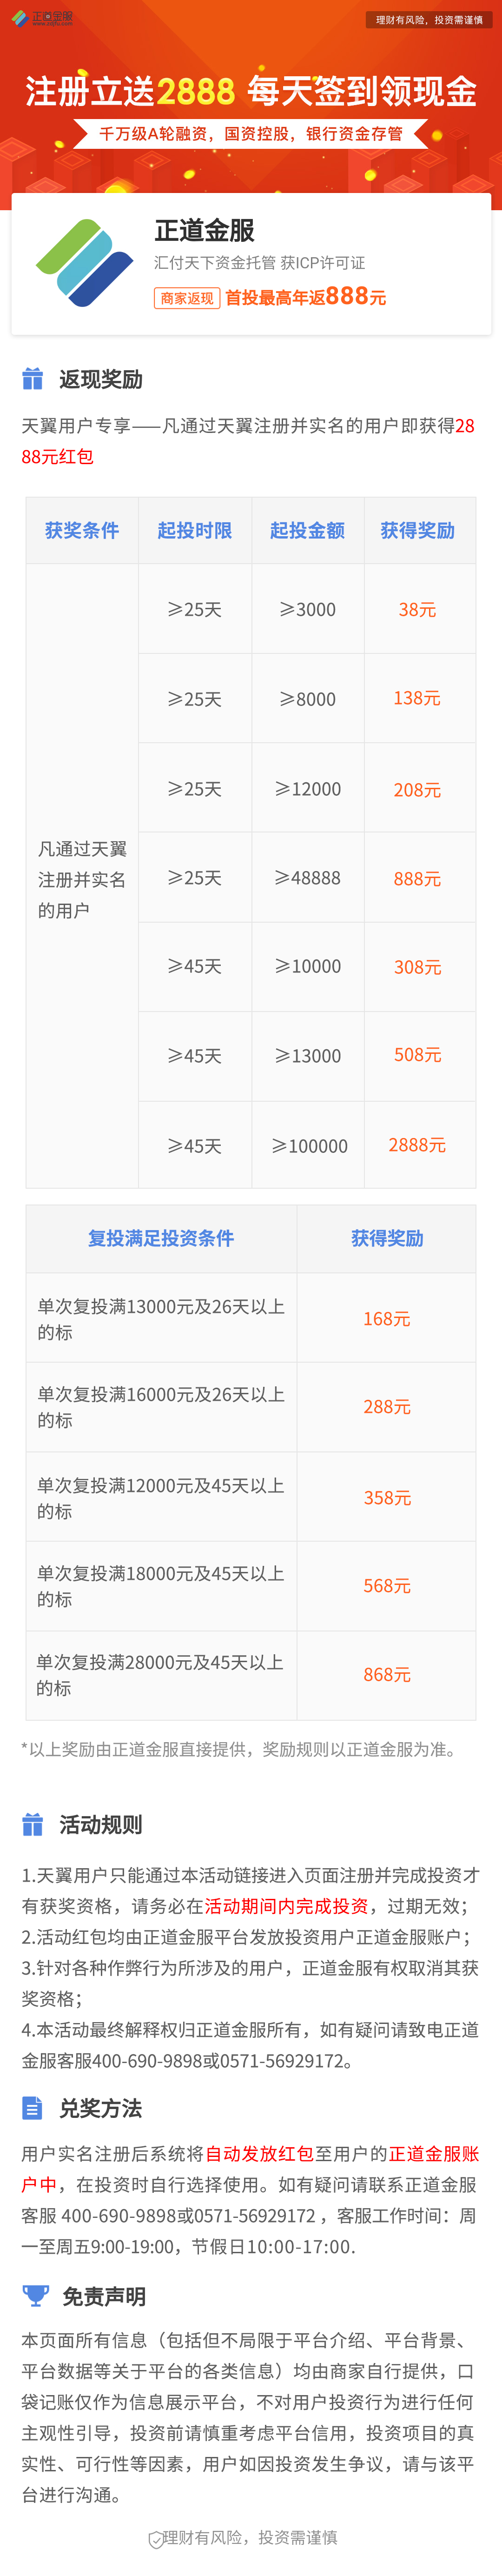 正道金服
理财有风险，投资需谨慎
注册立送2888 每天签到领现金
千万级A轮融资，国资控股，银行资金存管
正道金服
汇付天下资金托管 获ICP许可证
商家返现 首投最高年返888元
返现奖励
天翼用户专享——凡通过天翼注册并实名的用户即获得28
88元红包
获奖条件 起投时限 起投金额 获得奖励
≥25天 ≥3000 38元
≥25天 ≥8000 138元
≥25天 ≥12000 208元
凡通过天翼
注册并实名
的用户
≥25天 ≥48888 888元
≥45天 ≥10000 308元
≥45天 ≥13000 508元
≥45天 ≥100000 2888元
复投满足投资条件 获得奖励
单次复投满13000元及26天以上
的标
168元
单次复投满16000元及26天以上
的标
288元
单次复投满12000元及45天以上
的标
358元
单次复投满18000元及45天以上
的标
568元
单次复投满28000元及45天以上
的标
868元
*以上奖励由正道金服直接提供，奖励规则以正道金服为准。
活动规则
1.天翼用户只能通过本活动链接进入页面注册并完成投资才
有获奖资格，请务必在活动期间内完成投资，过期无效；
2.活动红包均由正道金服平台发放投资用户正道金服账户；
3.针对各种作弊行为所涉及的用户，正道金服有权取消其获
奖资格；
4.本活动最终解释权归正道金服所有，如有疑问请致电正道
金服客服400-690-9898或0571-56929172。
兑奖方法
用户实名注册后系统将自动发放红包至用户的正道金服账
户中，在投资时自行选择使用。如有疑问请联系正道金服
客服 400-690-9898或0571-56929172 ，客服工作时间：周
一至周五9:00-19:00，节假日10:00-17:00.
免责声明
本页面所有信息（包括但不局限于平台介绍、平台背景、
平台数据等关于平台的各类信息）均由商家自行提供，口
袋记账仅作为信息展示平台，不对用户投资行为进行任何
主观性引导，投资前请慎重考虑平台信用，投资项目的真
实性、可行性等因素，用户如因投资发生争议，请与该平
台进行沟通。
理财有风险，投资需谨慎